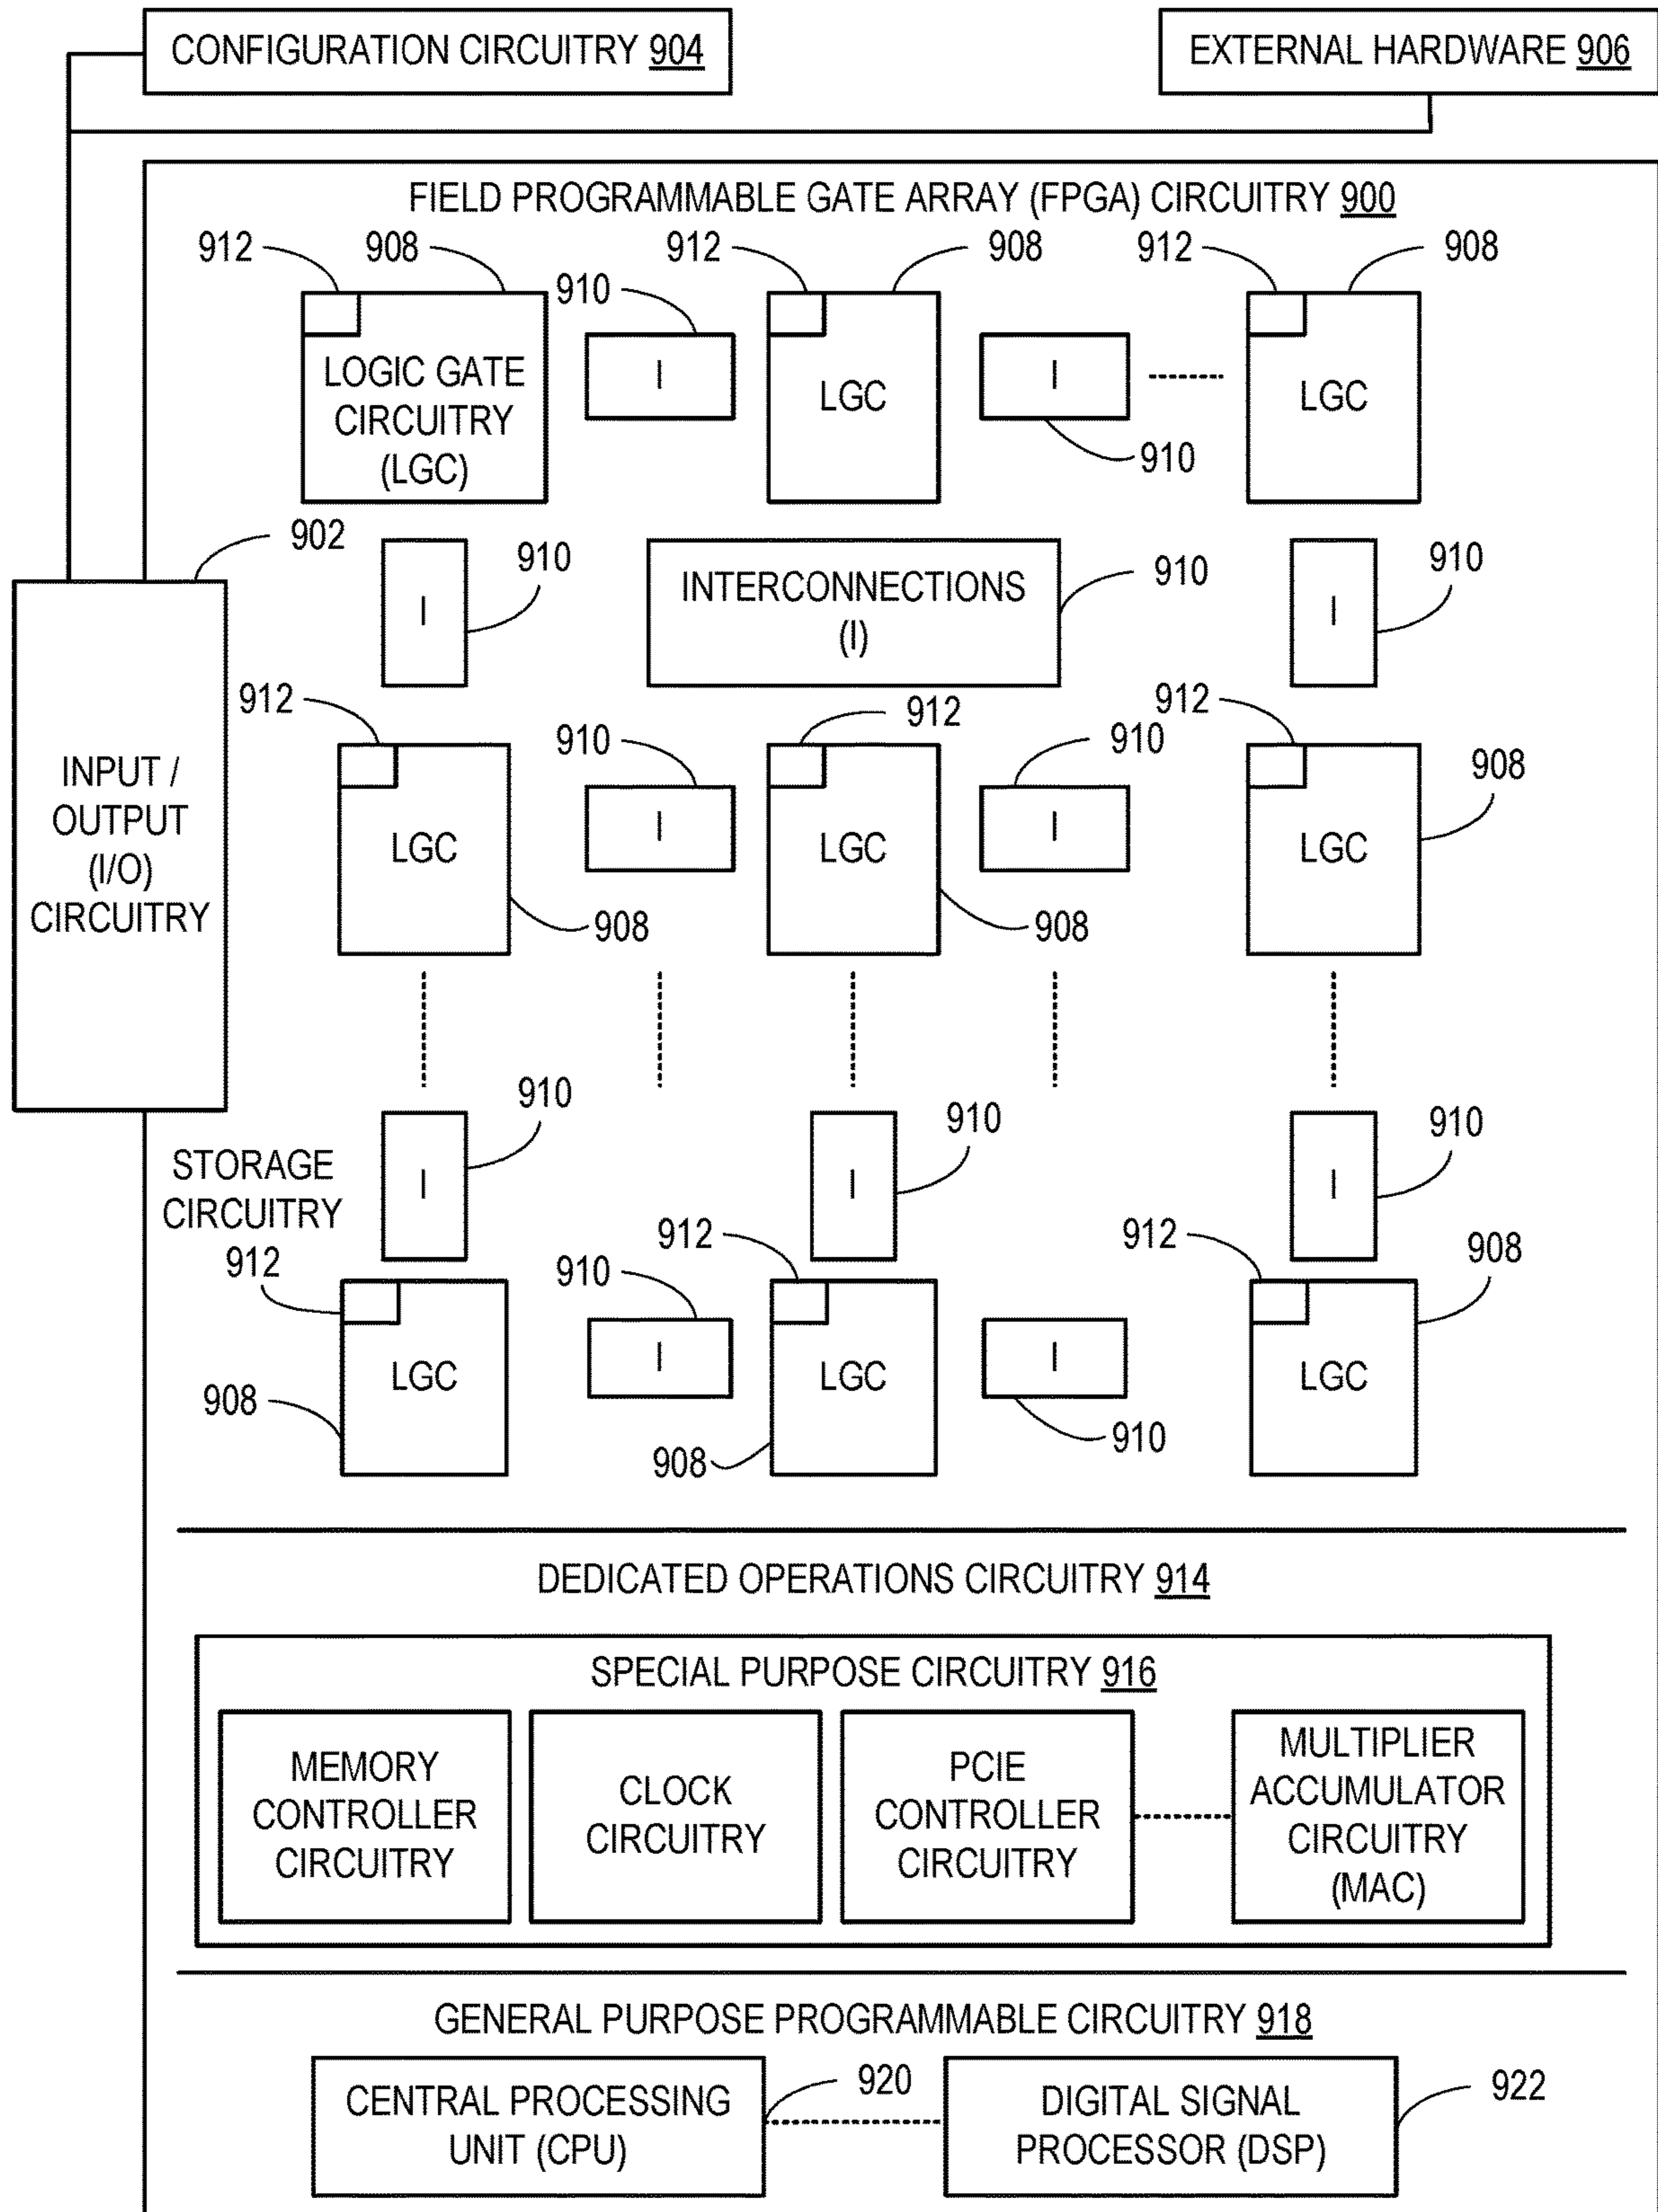 CONFIGURATION CIRCUITRY 904
EXTERNAL HARDWARE 906
FIELD PROGRAMMABLE GATE ARRAY (FPGA) CIRCUITRY 900
912
908
910
912
908
912
908
LOGIC GATE
CIRCUITRY
(LGC)
I
LGC
I
910
LGC
902
I
910
INTERCONNECTIONS
(I)
910
I
910
INPUT /
OUTPUT
(I/O)
CIRCUITRY
912
LGC
908
910
I
912
LGC
908
910
I
912
LGC
908
STORAGE
CIRCUITRY
I
910
I
910
I
910
912
LGC
908
910
I
912
LGC
908
I
910
912
LGC
908
DEDICATED OPERATIONS CIRCUITRY 914
SPECIAL PURPOSE CIRCUITRY 916
MEMORY
CONTROLLER
CIRCUITRY
CLOCK
CIRCUITRY
PCIE
CONTROLLER
CIRCUITRY
MULTIPLIER
ACCUMULATOR
CIRCUITRY
(MAC)
GENERAL PURPOSE PROGRAMMABLE CIRCUITRY 918
CENTRAL PROCESSING
UNIT (CPU)
920
DIGITAL SIGNAL
PROCESSOR (DSP)
922